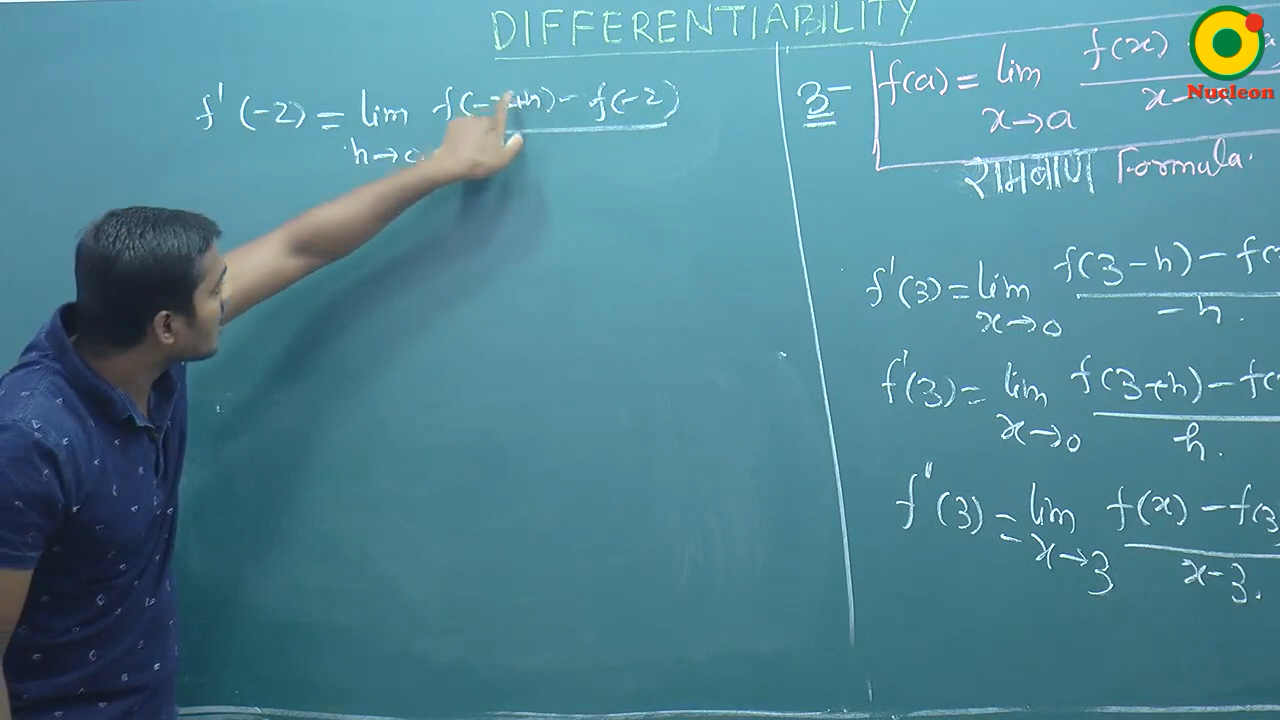 DIFFERENTIABILITY
f'(-2) = lim f(-2+h) - f(-2)
h→0
3-
f(a) = lim f(x)
x→a x-a
रामबाण Formula.
f'(3) = lim f(3-h) - f(
x→0 -h.
f'(3) = lim f(3+h) - f(
x→0 h.
f"(3) = lim f(x) - f(3
x→3 x-3.
Nucleon